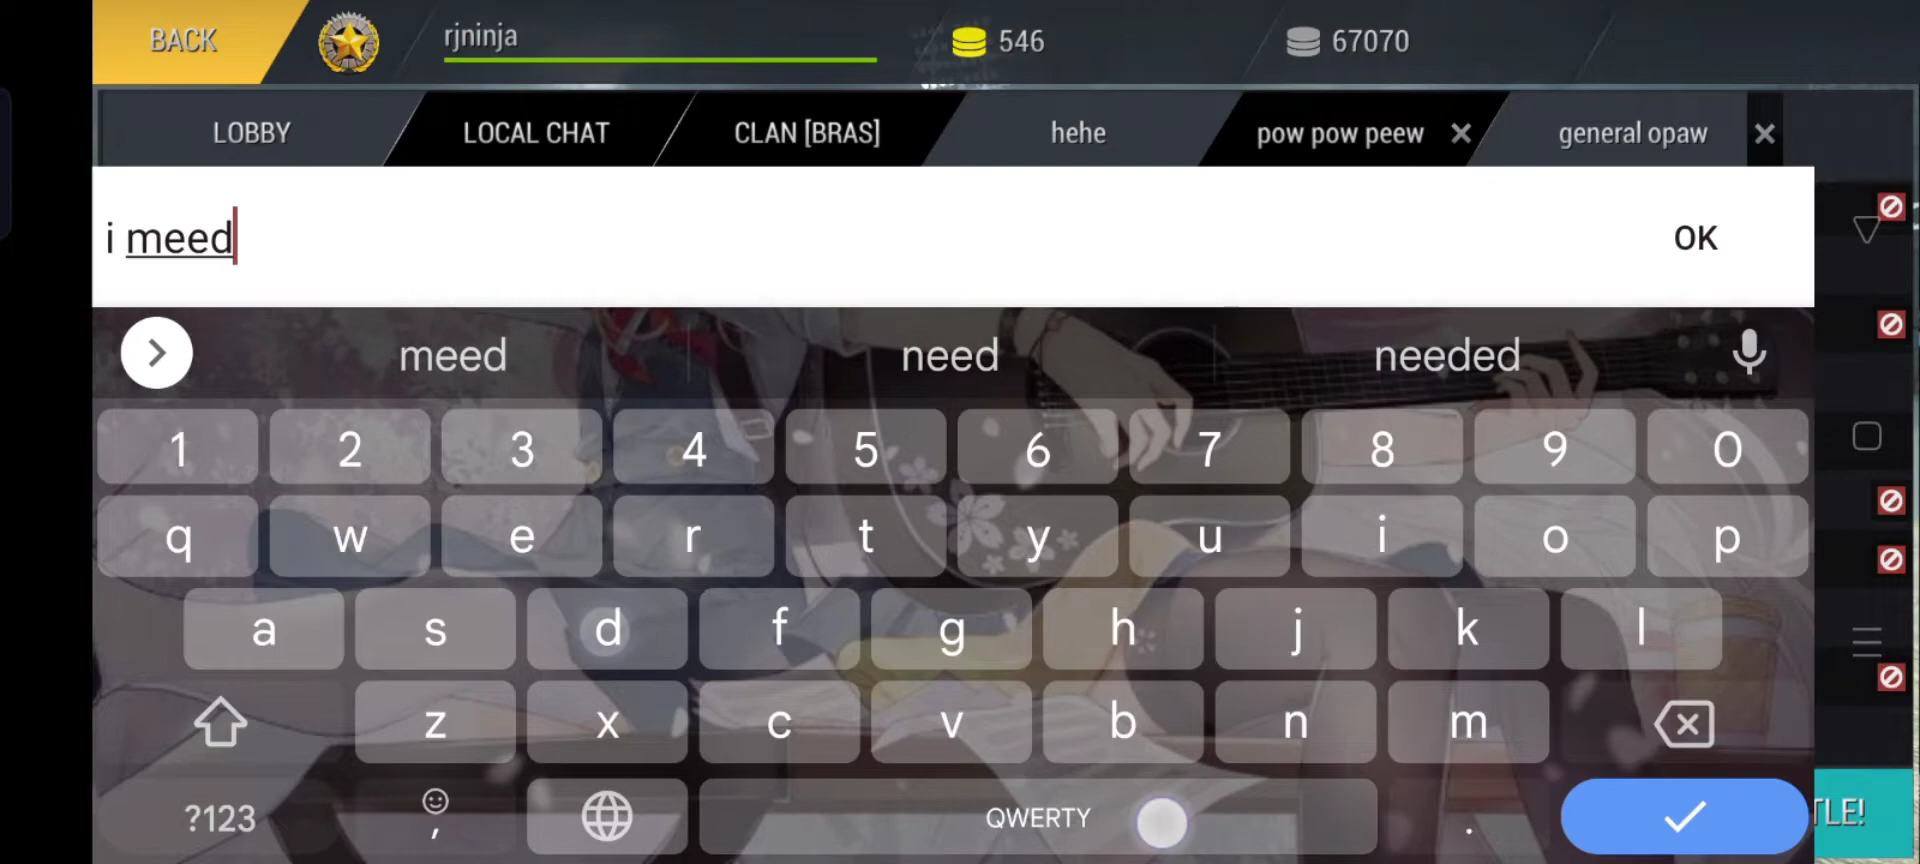 BACK rjninja 546 67070
LOBBY LOCAL CHAT CLAN [BRAS] hehe pow pow peew × general opaw ×
i meed OK
meed need needed
1 2 3 4 5 6 7 8 9 0
q w e r t y u i o p
a s d f g h j k l
z x c v b n m
?123 , QWERTY . TLE!